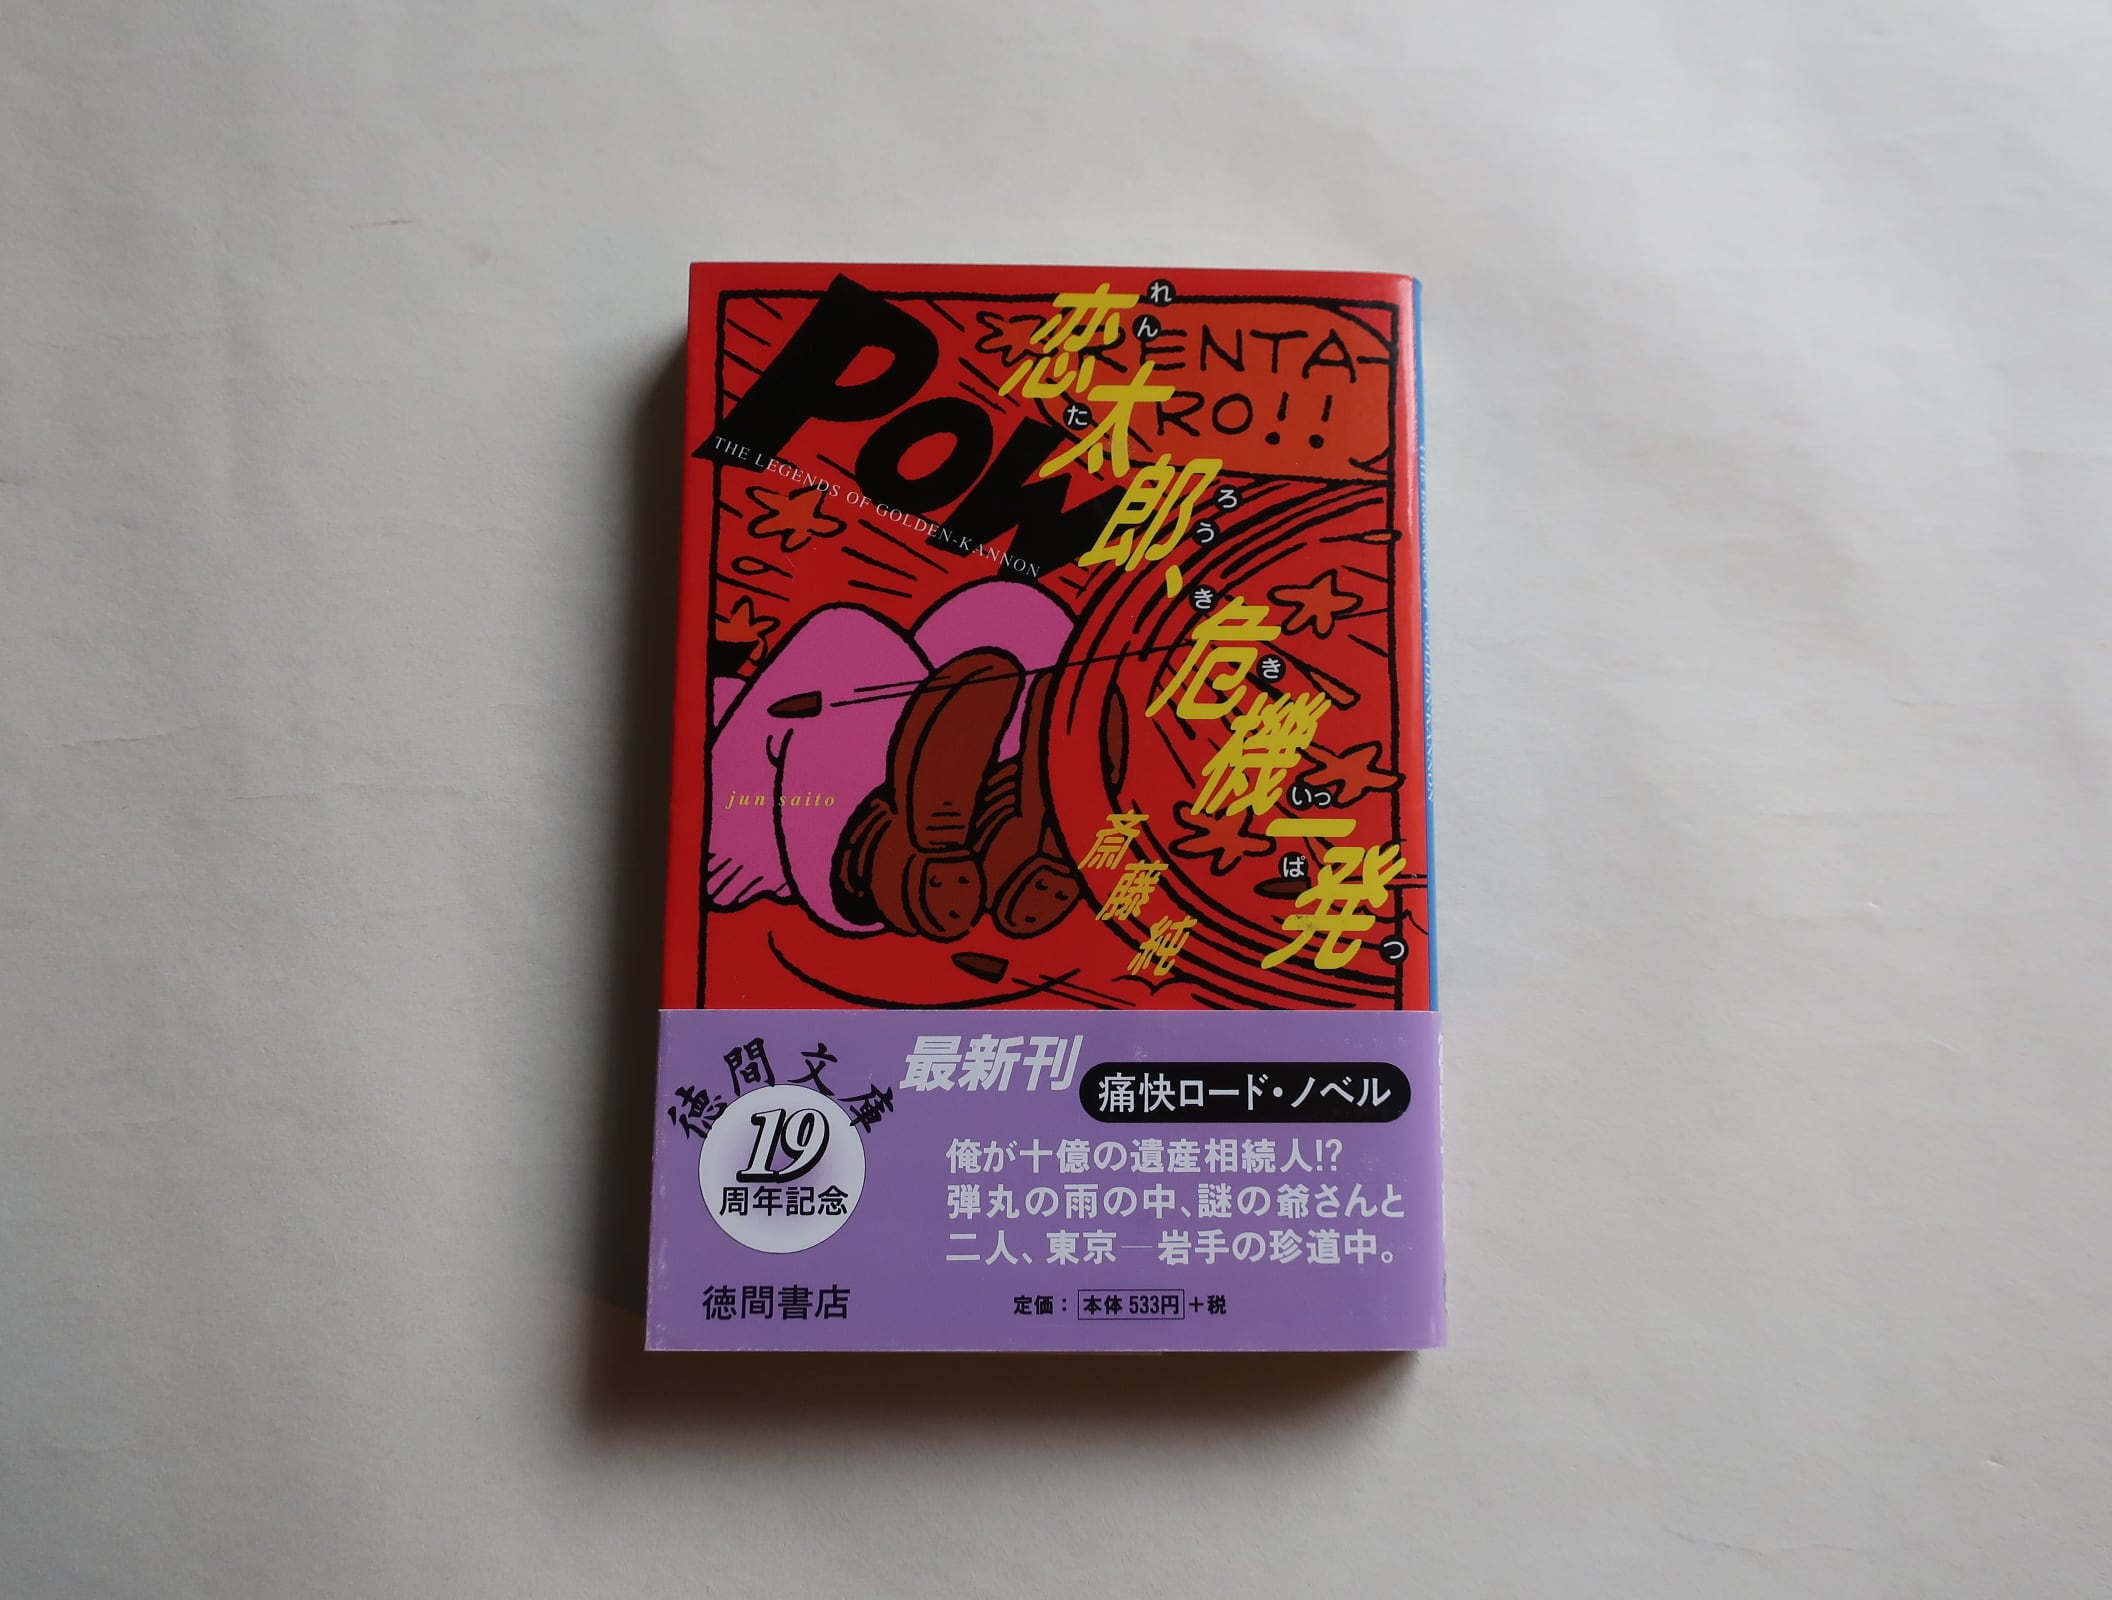 POW
RENTA-
RO!!
恋太郎、危機一発
れんたろうききいっぱつ
THE LEGENDS OF GOLDEN-KANNON
jun saito
斎藤純
徳間文庫
19
周年記念
最新刊
痛快ロード・ノベル
俺が十億の遺産相続人!?
弾丸の雨の中、謎の爺さんと
二人、東京―岩手の珍道中。
徳間書店
定価：本体533円＋税
THE LEGENDS OF GOLDEN-KANNON